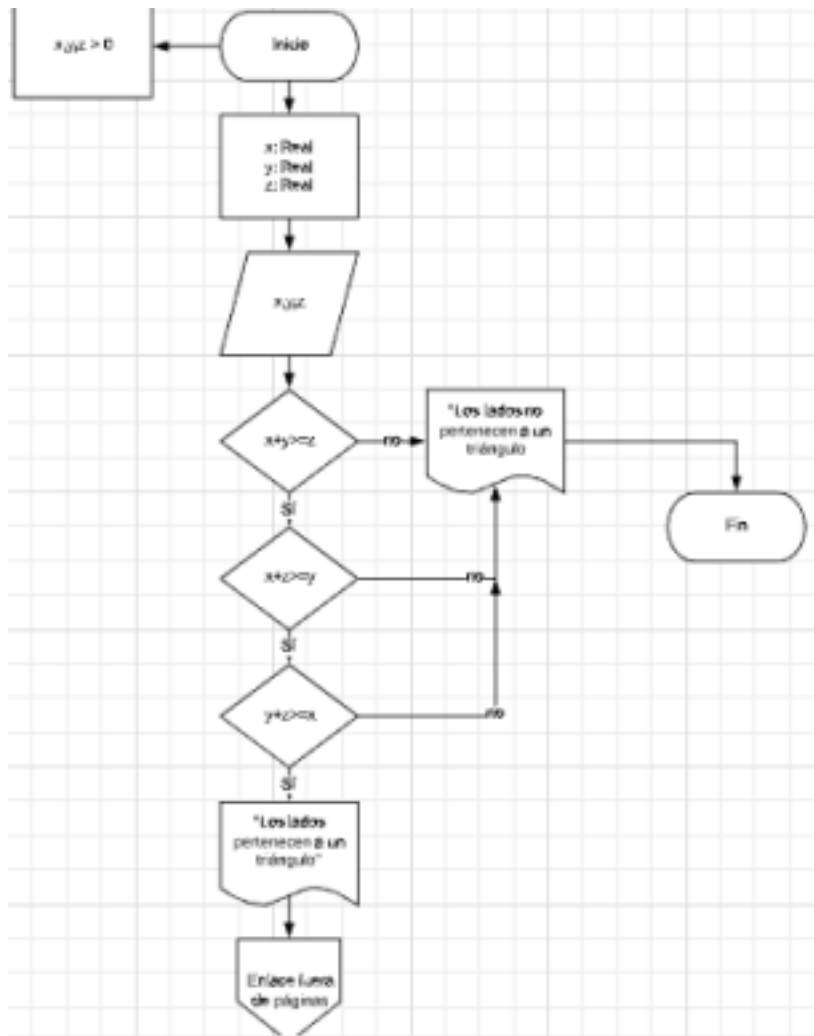 x,y,z > 0
Inicio
x: Real
y: Real
z: Real
x,y,z
x+y>=z
no
"Los lados no
pertenecen a un
triángulo
Fin
Sí
x+z>=y
no
Sí
y+z>=x
no
Sí
"Los lados
pertenecen a un
triángulo"
Enlace fuera
de páginas